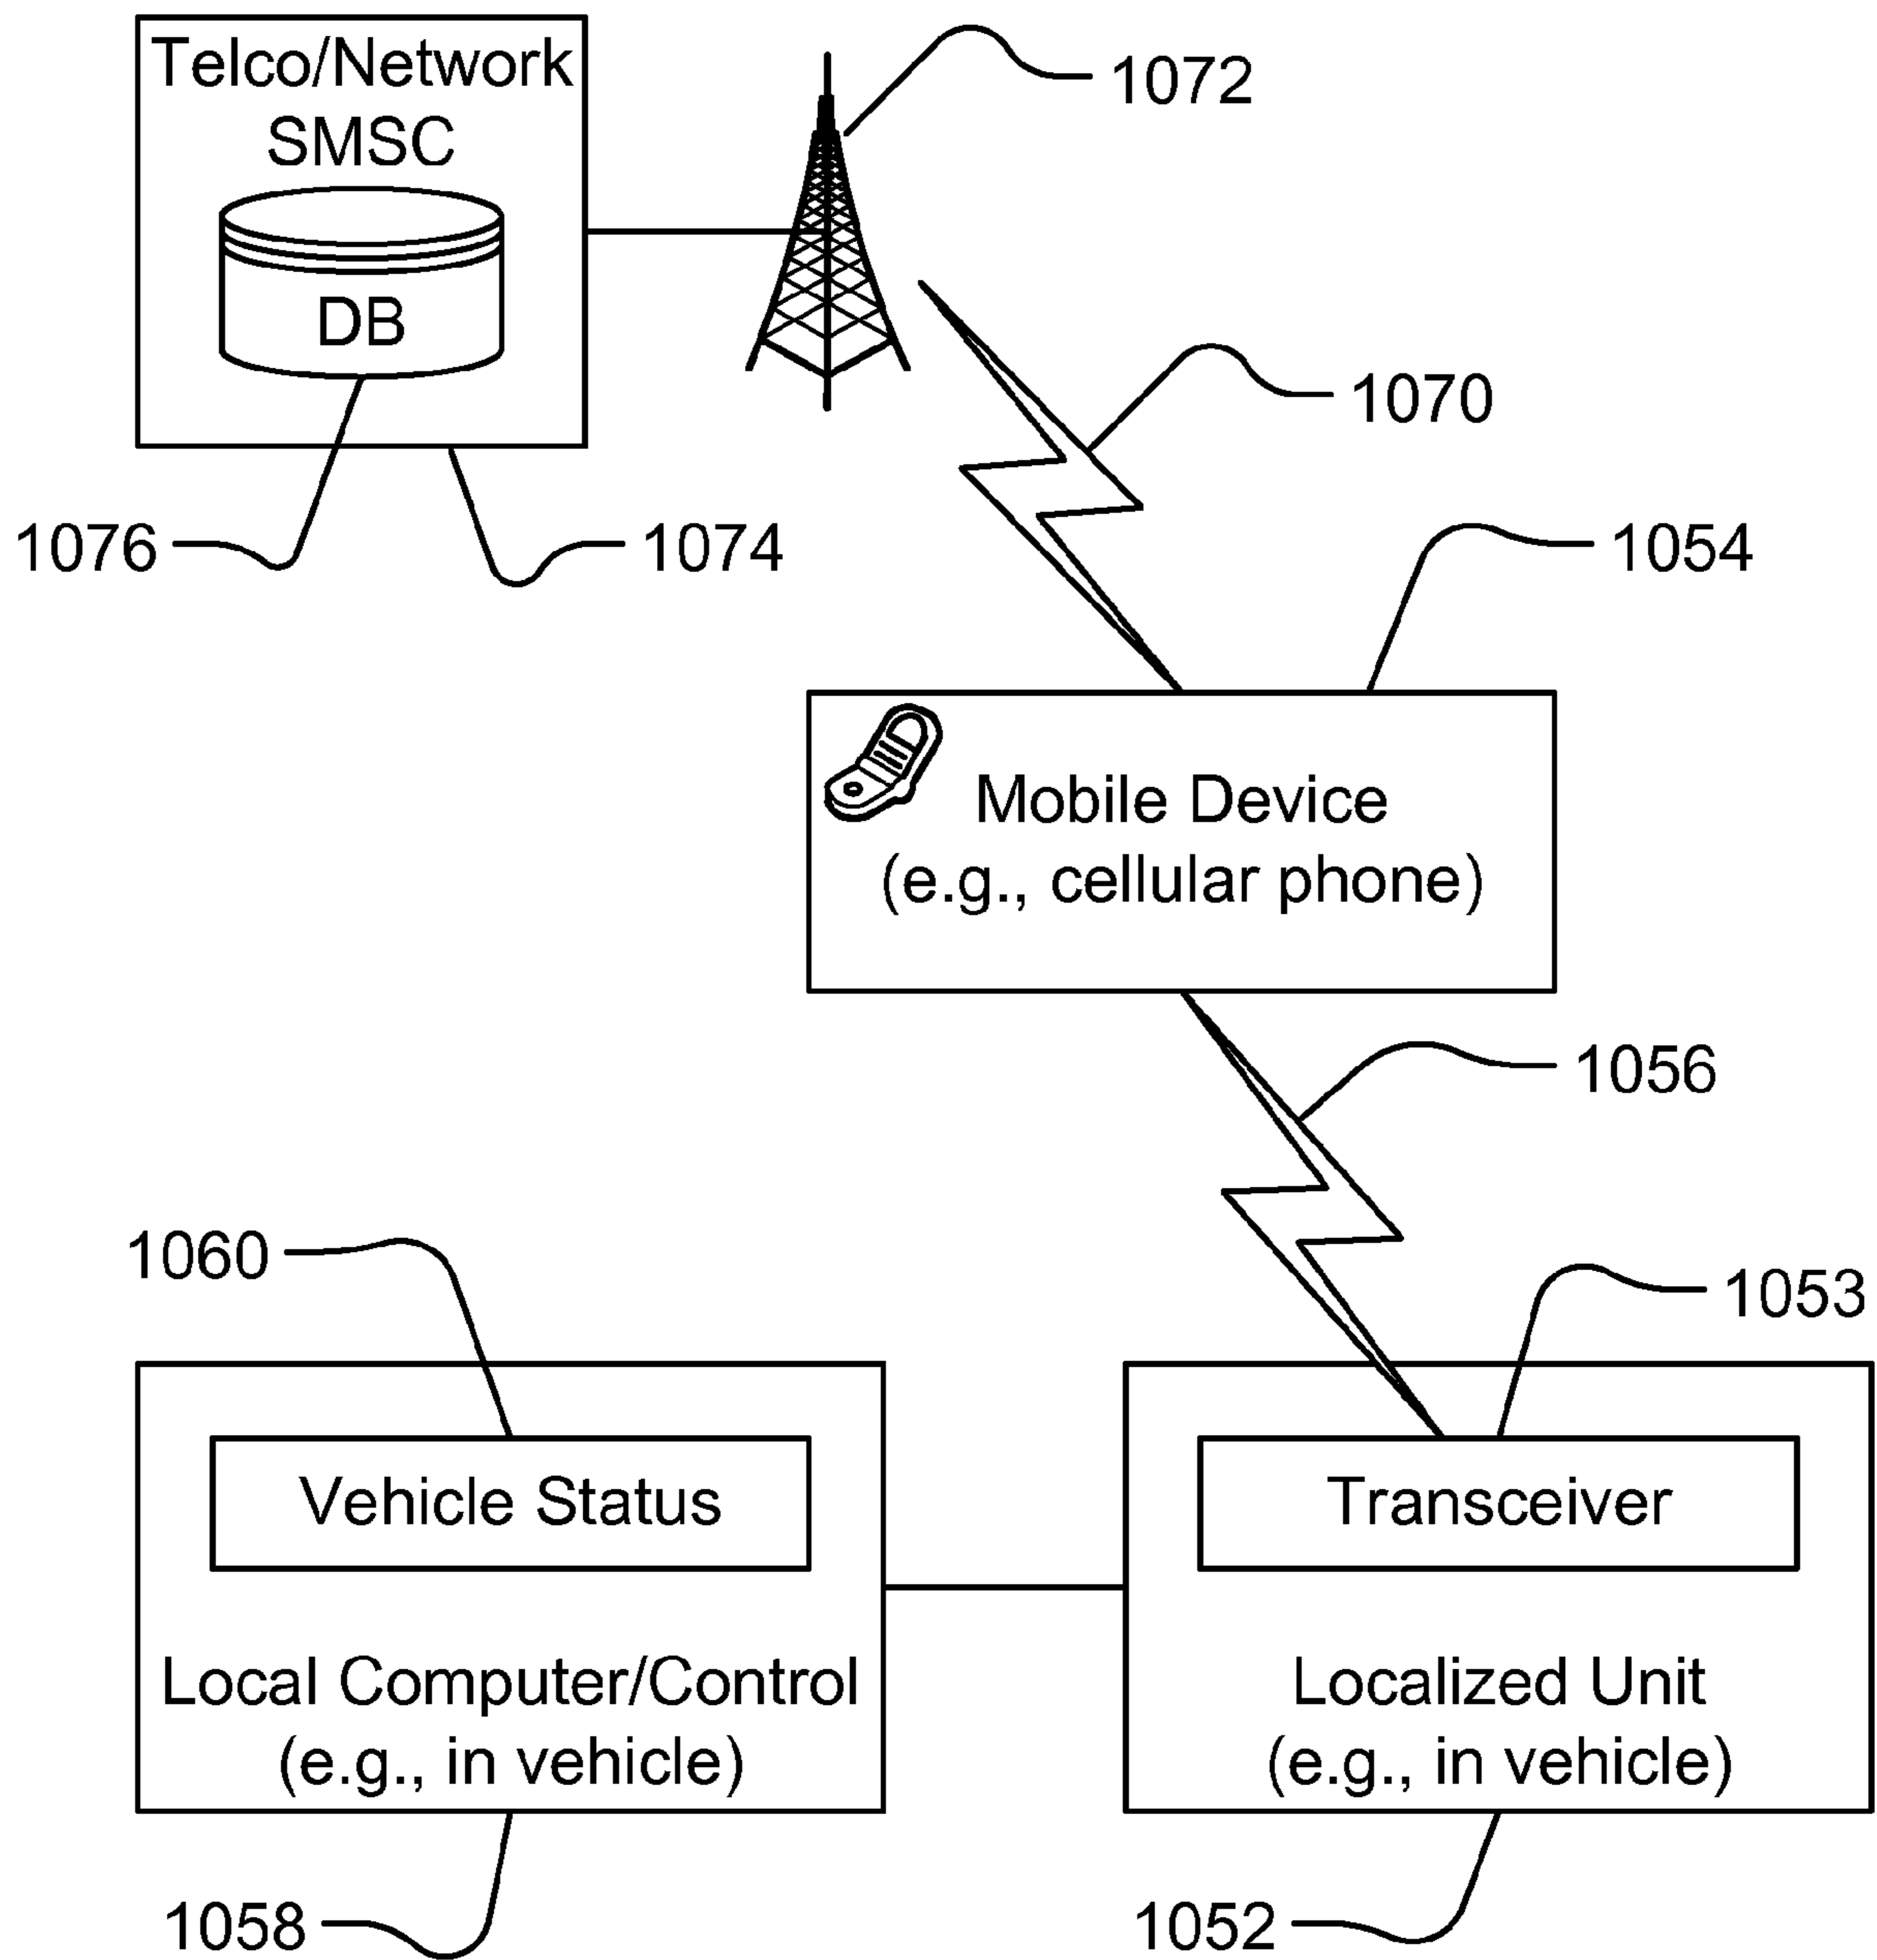 Telco/Network
SMSC
DB
1072
1070
1076
1074
1054
Mobile Device
(e.g., cellular phone)
1056
1060
1053
Vehicle Status
Transceiver
Local Computer/Control
(e.g., in vehicle)
Localized Unit
(e.g., in vehicle)
1058
1052